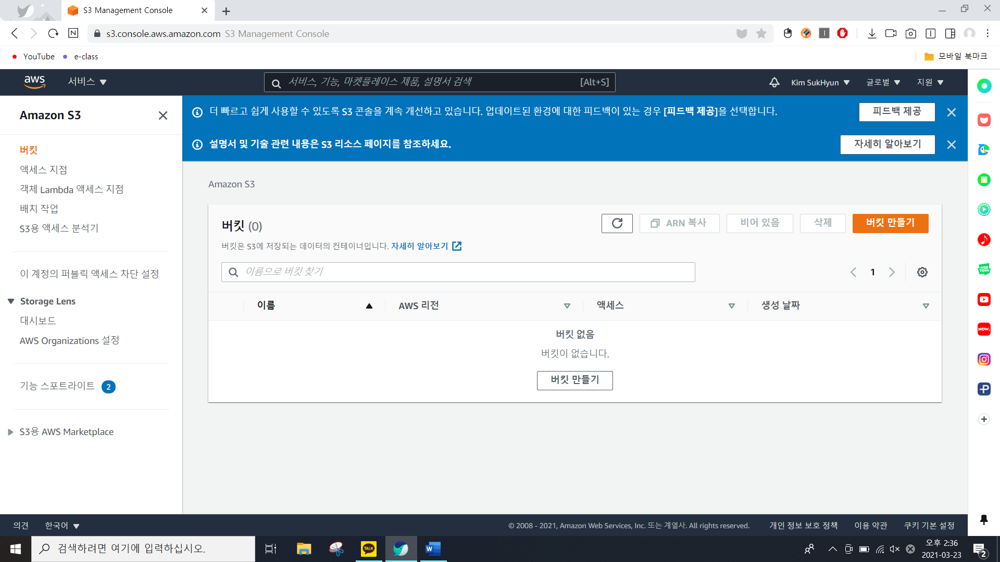 S3 Management Console
N
s3.console.aws.amazon.com S3 Management Console
YouTube
e-class
모바일 북마크
aws
서비스
서비스, 기능, 마켓플레이스 제품, 설명서 검색
[Alt+S]
Kim SukHyun
글로벌
지원
Amazon S3
더 빠르고 쉽게 사용할 수 있도록 S3 콘솔을 계속 개선하고 있습니다. 업데이트된 환경에 대한 피드백이 있는 경우 [피드백 제공]을 선택합니다.
피드백 제공
설명서 및 기술 관련 내용은 S3 리소스 페이지를 참조하세요.
자세히 알아보기
버킷
액세스 지점
객체 Lambda 액세스 지점
배치 작업
S3용 액세스 분석기
이 계정의 퍼블릭 액세스 차단 설정
Storage Lens
대시보드
AWS Organizations 설정
기능 스포트라이트 2
S3용 AWS Marketplace
Amazon S3
버킷 (0)
ARN 복사
비어 있음
삭제
버킷 만들기
버킷은 S3에 저장되는 데이터의 컨테이너입니다. 자세히 알아보기
이름으로 버킷 찾기
1
이름
AWS 리전
액세스
생성 날짜
버킷 없음
버킷이 없습니다.
버킷 만들기
WEB
TOON
NOW.
의견
한국어
© 2008 - 2021, Amazon Web Services, Inc. 또는 계열사. All rights reserved.
개인 정보 보호 정책
이용 약관
쿠키 기본 설정
검색하려면 여기에 입력하십시오.
TALK
W
오후 2:36
2021-03-23
2